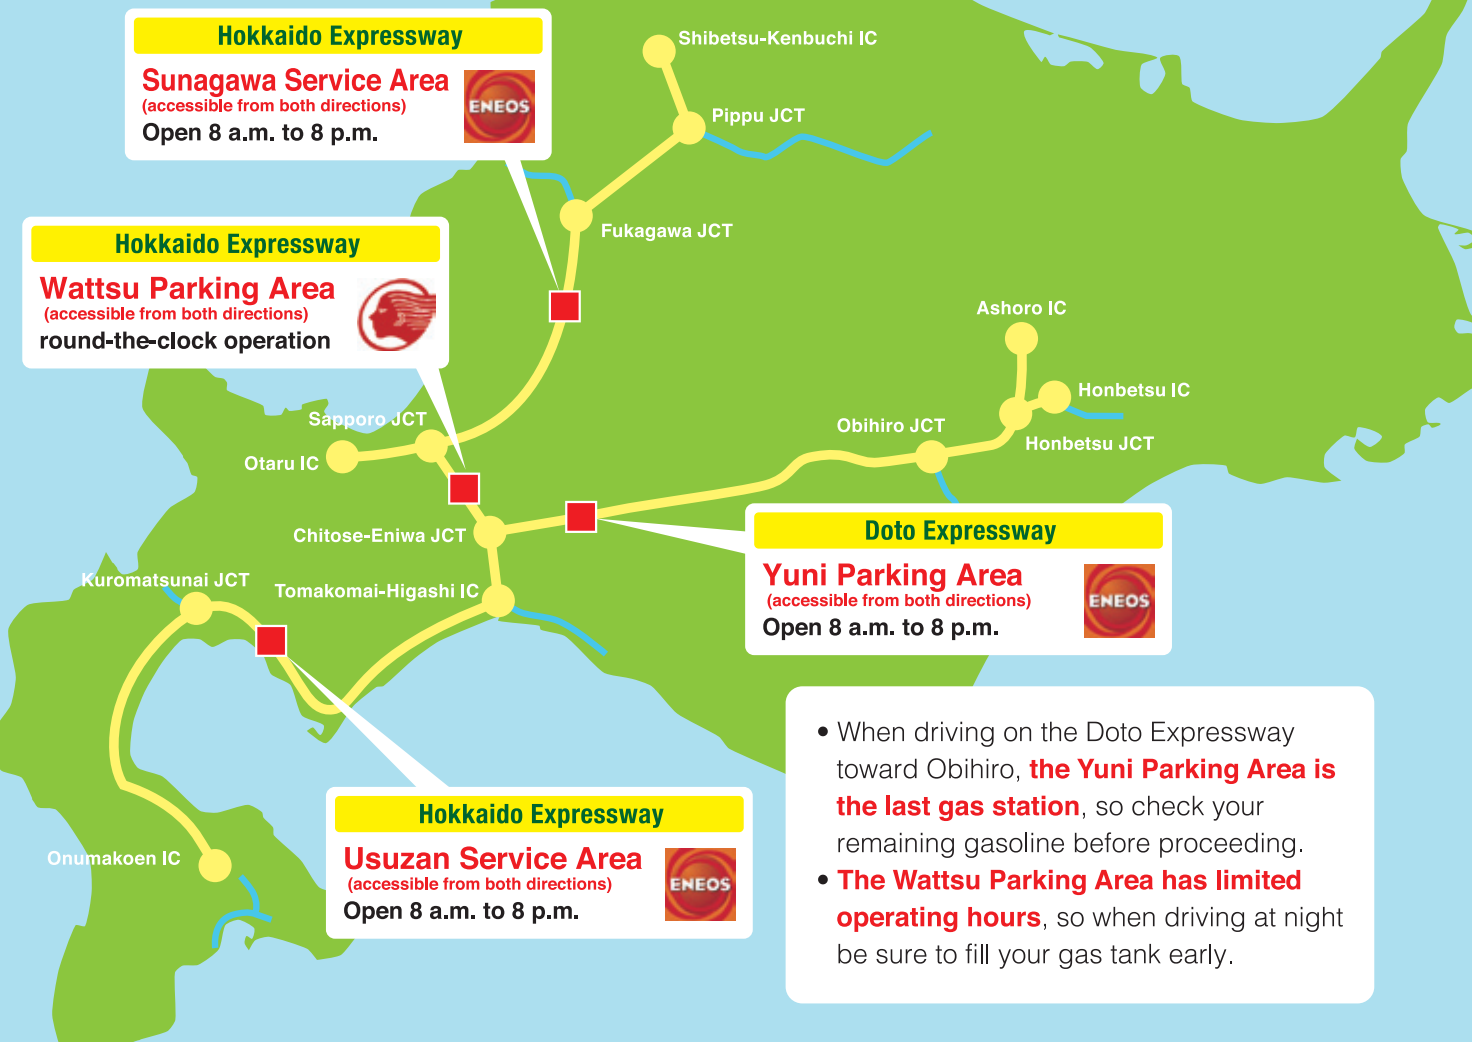 Hokkaido Expressway
Sunagawa Service Area
(accessible from both directions)
Open 8 a.m. to 8 p.m.
ENEOS
Shibetsu-Kenbuchi IC
Pippu JCT
Fukagawa JCT
Hokkaido Expressway
Wattsu Parking Area
(accessible from both directions)
round-the-clock operation
Ashoro IC
Honbetsu IC
Sapporo JCT
Obihiro JCT
Honbetsu JCT
Otaru IC
Chitose-Eniwa JCT
Kuromatsunai JCT
Tomakomai-Higashi IC
Doto Expressway
Yuni Parking Area
(accessible from both directions)
Open 8 a.m. to 8 p.m.
ENEOS
Onumakoen IC
Hokkaido Expressway
Usuzan Service Area
(accessible from both directions)
Open 8 a.m. to 8 p.m.
ENEOS
• When driving on the Doto Expressway
toward Obihiro, the Yuni Parking Area is
the last gas station, so check your
remaining gasoline before proceeding.
• The Wattsu Parking Area has limited
operating hours, so when driving at night
be sure to fill your gas tank early.